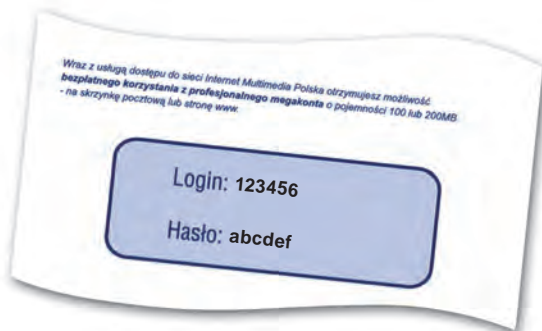 Wraz z usługą dostępu do sieci Internet Multimedia Polska otrzymujesz możliwość
bezpłatnego korzystania z profesjonalnego megakonta o pojemności 100 lub 200MB
- na skrzynkę pocztową lub stronę www.
Login: 123456
Hasło: abcdef